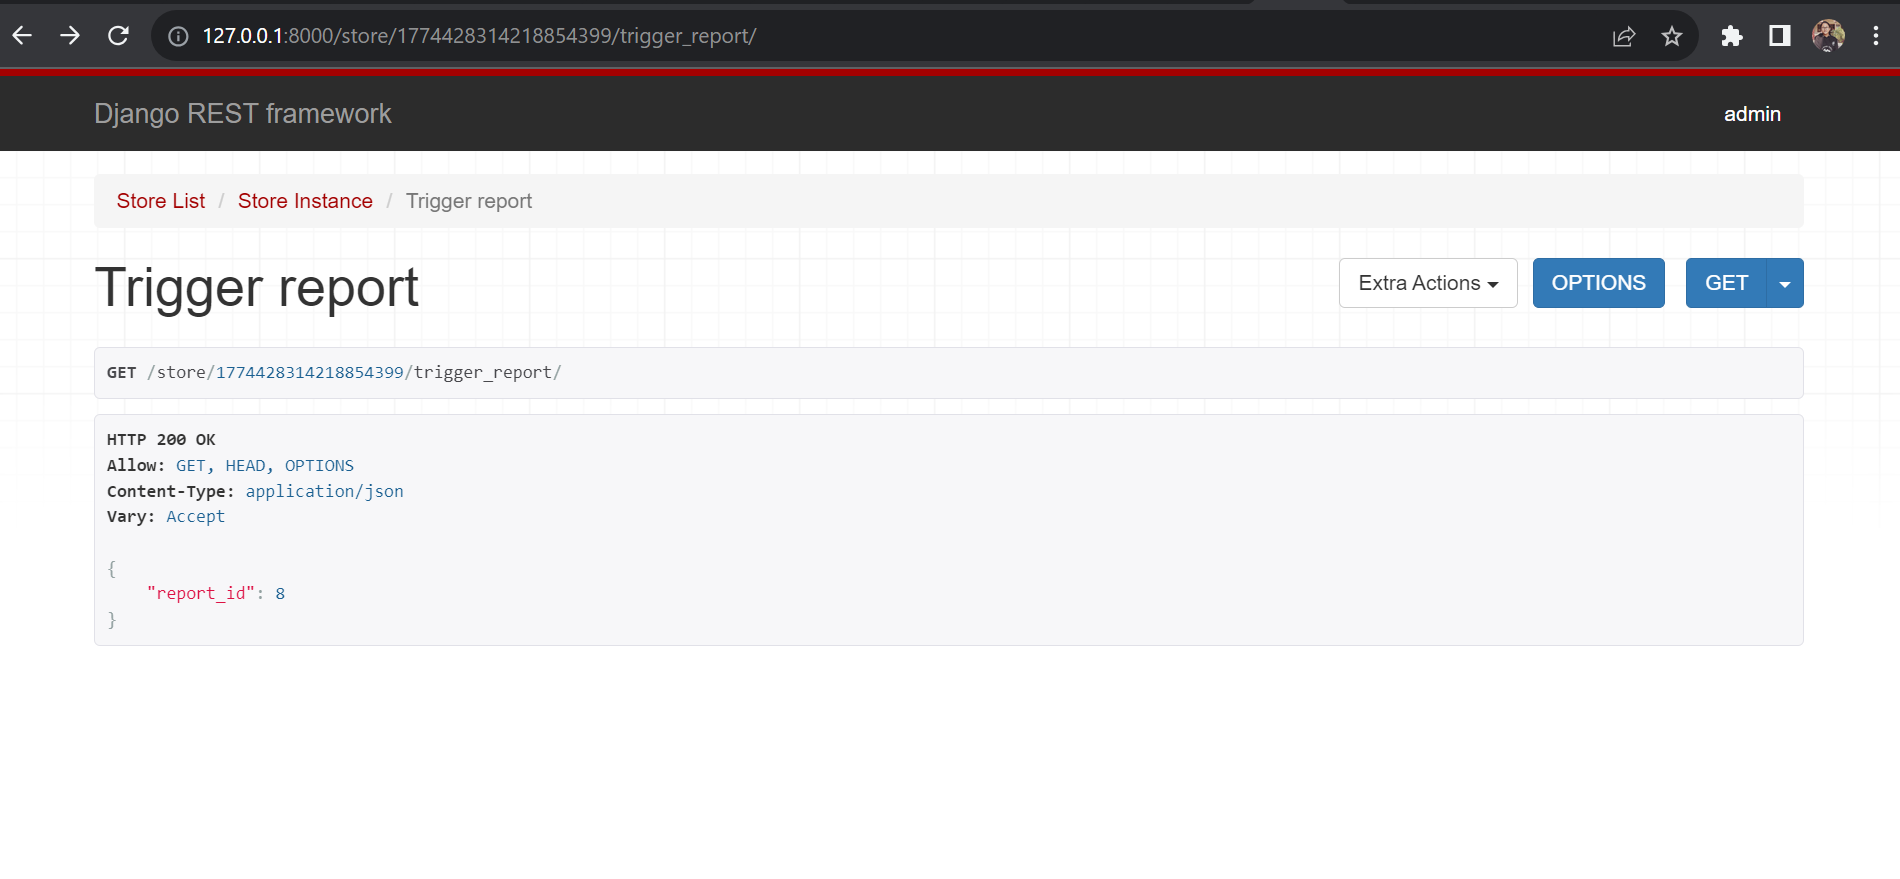 127.0.0.1:8000/store/1774428314218854399/trigger_report/
Django REST framework
admin
Store List / Store Instance / Trigger report
Trigger report
Extra Actions
OPTIONS
GET
GET /store/1774428314218854399/trigger_report/
HTTP 200 OK
Allow: GET, HEAD, OPTIONS
Content-Type: application/json
Vary: Accept
{
"report_id": 8
}